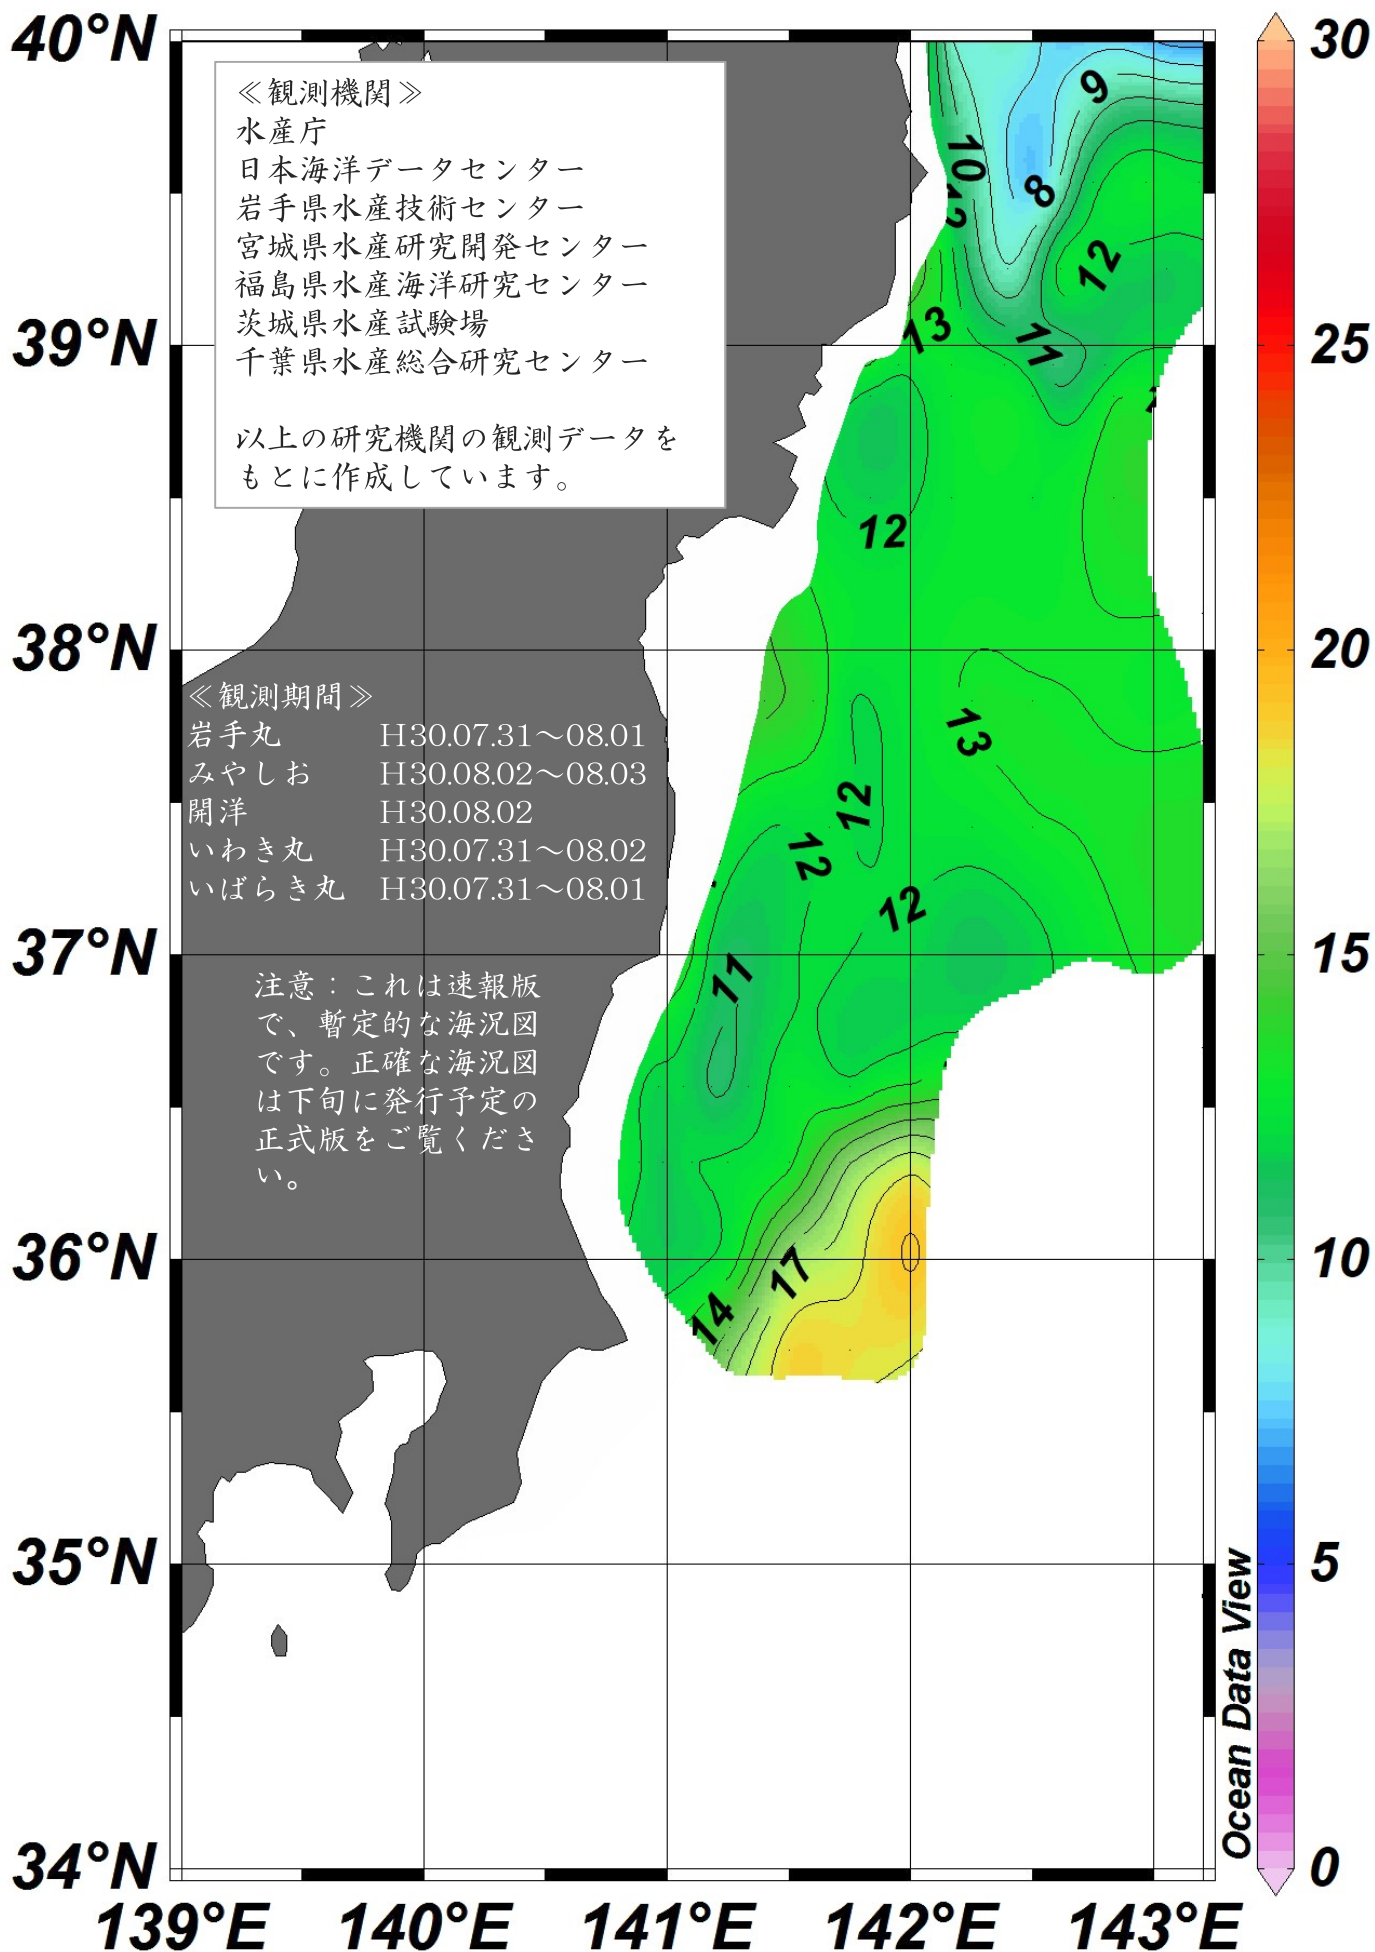 40°N
39°N
38°N
37°N
36°N
35°N
34°N
139°E 140°E 141°E 142°E 143°E
≪観測機関≫
水産庁
日本海洋データセンター
岩手県水産技術センター
宮城県水産研究開発センター
福島県水産海洋研究センター
茨城県水産試験場
千葉県水産総合研究センター
以上の研究機関の観測データを
もとに作成しています。
≪観測期間≫
岩手丸 H30.07.31～08.01
みやしお H30.08.02～08.03
開洋 H30.08.02
いわき丸 H30.07.31～08.02
いばらき丸 H30.07.31～08.01
注意：これは速報版
で、暫定的な海況図
です。正確な海況図
は下旬に発行予定の
正式版をご覧くださ
い。
9
10
8
12
12
13
11
12
13
12
12
12
11
17
14
30
25
20
15
10
5
0
Ocean Data View